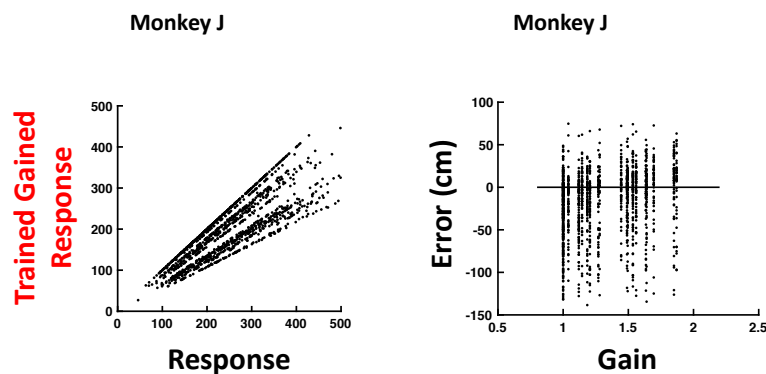 Monkey J
Trained Gained
Response
500
400
300
200
100
0
0 100 200 300 400 500
Response
Monkey J
Error (cm)
100
50
0
-50
-100
-150
0.5 1 1.5 2 2.5
Gain